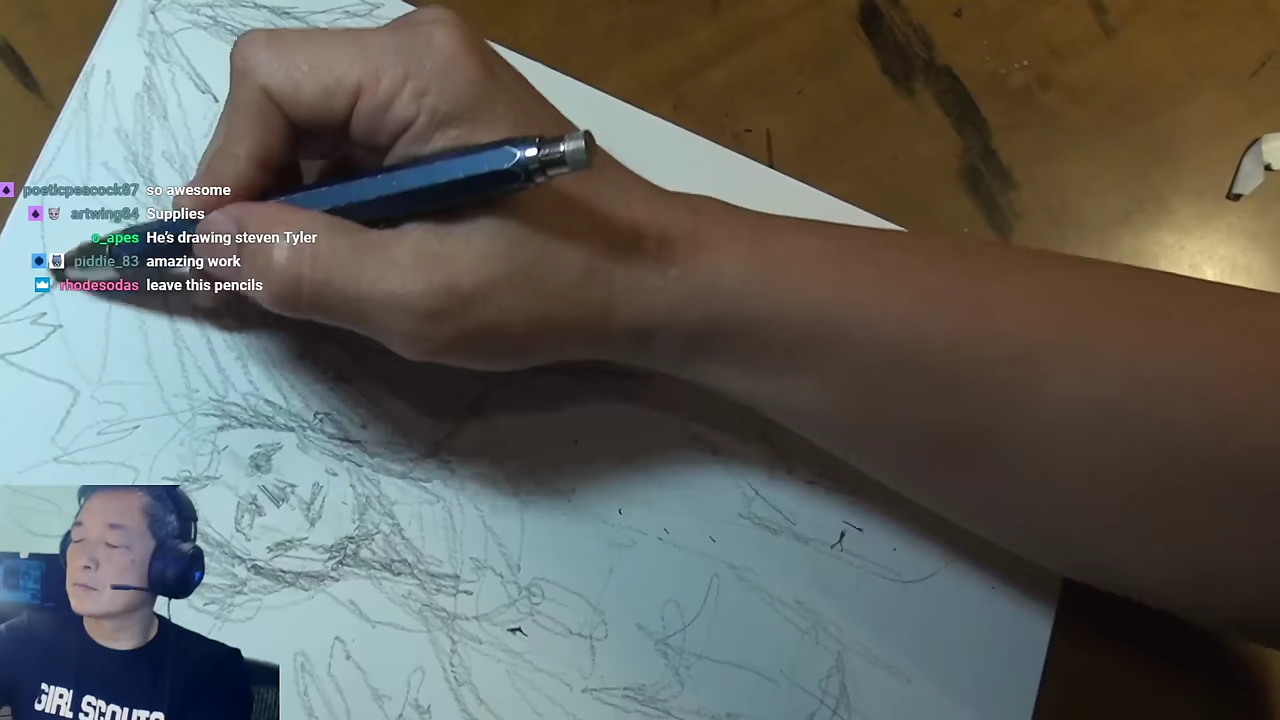 poeticpeacock87 so awesome
artwing84 Supplies
o_apes He's drawing steven Tyler
piddie_83 amazing work
rhodesodas leave this pencils
GIRL SCOUTS